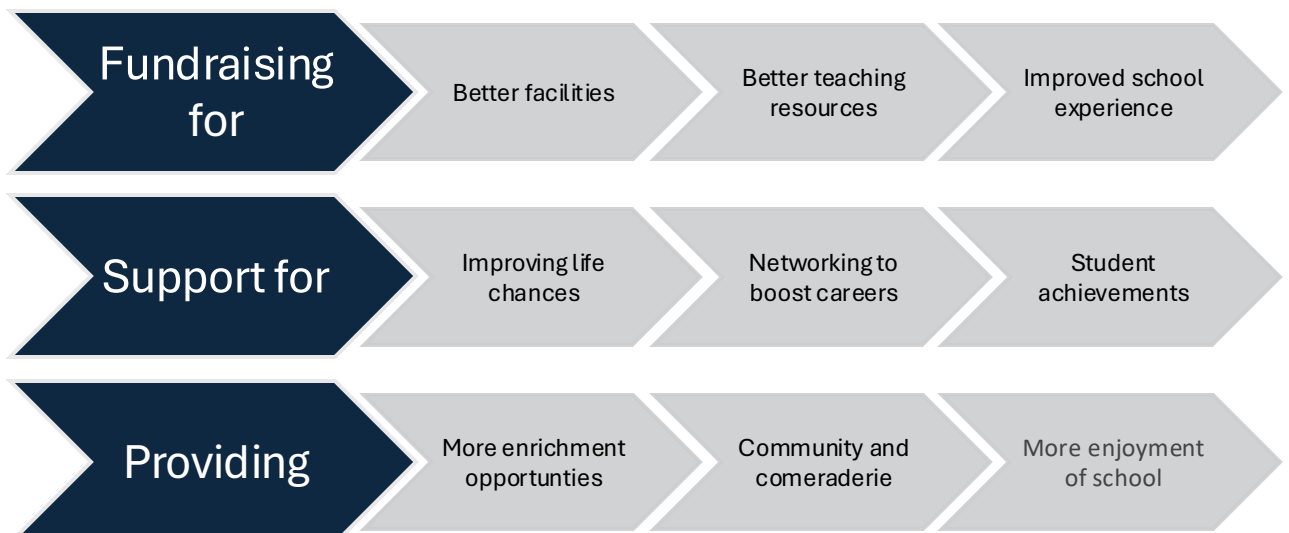 Fundraising
for
Better facilities
Better teaching
resources
Improved school
experience
Support for
Improving life
chances
Networking to
boost careers
Student
achievements
Providing
More enrichment
opportunties
Community and
comeraderie
More enjoyment
of school